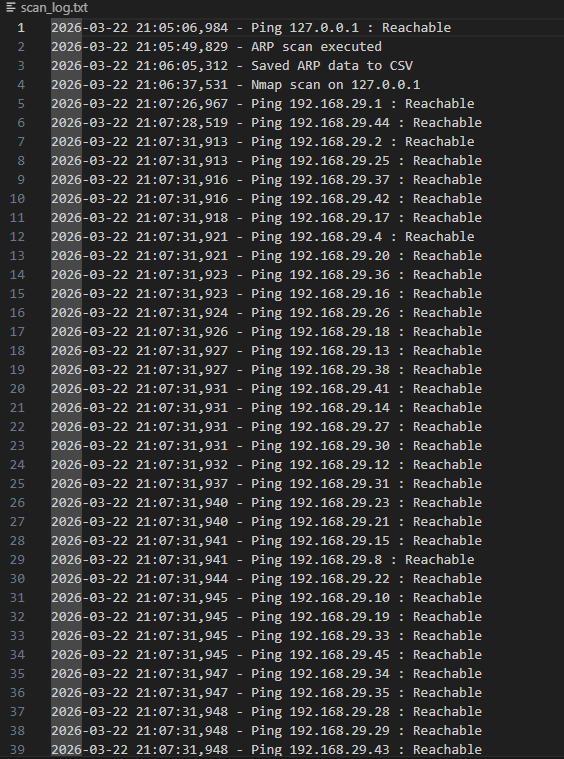 scan_log.txt
1 2026-03-22 21:05:06,984 - Ping 127.0.0.1 : Reachable
2 2026-03-22 21:05:49,829 - ARP scan executed
3 2026-03-22 21:06:05,312 - Saved ARP data to CSV
4 2026-03-22 21:06:37,531 - Nmap scan on 127.0.0.1
5 2026-03-22 21:07:26,967 - Ping 192.168.29.1 : Reachable
6 2026-03-22 21:07:28,519 - Ping 192.168.29.44 : Reachable
7 2026-03-22 21:07:31,913 - Ping 192.168.29.2 : Reachable
8 2026-03-22 21:07:31,913 - Ping 192.168.29.25 : Reachable
9 2026-03-22 21:07:31,916 - Ping 192.168.29.37 : Reachable
10 2026-03-22 21:07:31,916 - Ping 192.168.29.42 : Reachable
11 2026-03-22 21:07:31,918 - Ping 192.168.29.17 : Reachable
12 2026-03-22 21:07:31,921 - Ping 192.168.29.4 : Reachable
13 2026-03-22 21:07:31,921 - Ping 192.168.29.20 : Reachable
14 2026-03-22 21:07:31,923 - Ping 192.168.29.36 : Reachable
15 2026-03-22 21:07:31,923 - Ping 192.168.29.16 : Reachable
16 2026-03-22 21:07:31,924 - Ping 192.168.29.26 : Reachable
17 2026-03-22 21:07:31,926 - Ping 192.168.29.18 : Reachable
18 2026-03-22 21:07:31,927 - Ping 192.168.29.13 : Reachable
19 2026-03-22 21:07:31,927 - Ping 192.168.29.38 : Reachable
20 2026-03-22 21:07:31,931 - Ping 192.168.29.41 : Reachable
21 2026-03-22 21:07:31,931 - Ping 192.168.29.14 : Reachable
22 2026-03-22 21:07:31,931 - Ping 192.168.29.27 : Reachable
23 2026-03-22 21:07:31,931 - Ping 192.168.29.30 : Reachable
24 2026-03-22 21:07:31,932 - Ping 192.168.29.12 : Reachable
25 2026-03-22 21:07:31,937 - Ping 192.168.29.31 : Reachable
26 2026-03-22 21:07:31,940 - Ping 192.168.29.23 : Reachable
27 2026-03-22 21:07:31,940 - Ping 192.168.29.21 : Reachable
28 2026-03-22 21:07:31,941 - Ping 192.168.29.15 : Reachable
29 2026-03-22 21:07:31,941 - Ping 192.168.29.8 : Reachable
30 2026-03-22 21:07:31,944 - Ping 192.168.29.22 : Reachable
31 2026-03-22 21:07:31,945 - Ping 192.168.29.10 : Reachable
32 2026-03-22 21:07:31,945 - Ping 192.168.29.19 : Reachable
33 2026-03-22 21:07:31,945 - Ping 192.168.29.33 : Reachable
34 2026-03-22 21:07:31,945 - Ping 192.168.29.45 : Reachable
35 2026-03-22 21:07:31,947 - Ping 192.168.29.34 : Reachable
36 2026-03-22 21:07:31,947 - Ping 192.168.29.35 : Reachable
37 2026-03-22 21:07:31,948 - Ping 192.168.29.28 : Reachable
38 2026-03-22 21:07:31,948 - Ping 192.168.29.29 : Reachable
39 2026-03-22 21:07:31,948 - Ping 192.168.29.43 : Reachable